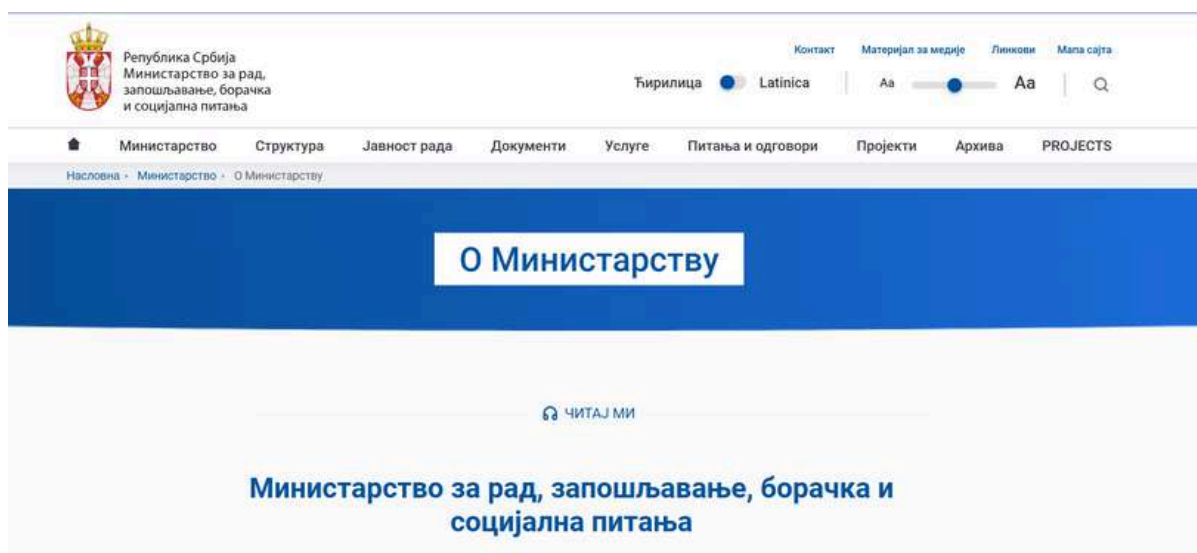 Република Србија
Министарство за рад,
запошљавање, борачка
и социјална питања
Контакт Материјал за медије Линкови Мапа сајта
Ћирилица Latinica Aa Aa
Министарство Структура Јавност рада Документи Услуге Питања и одговори Пројекти Архива PROJECTS
Насловна Министарство О Министарству
О Министарству
ЧИТАЈ МИ
Министарство за рад, запошљавање, борачка и
социјална питања